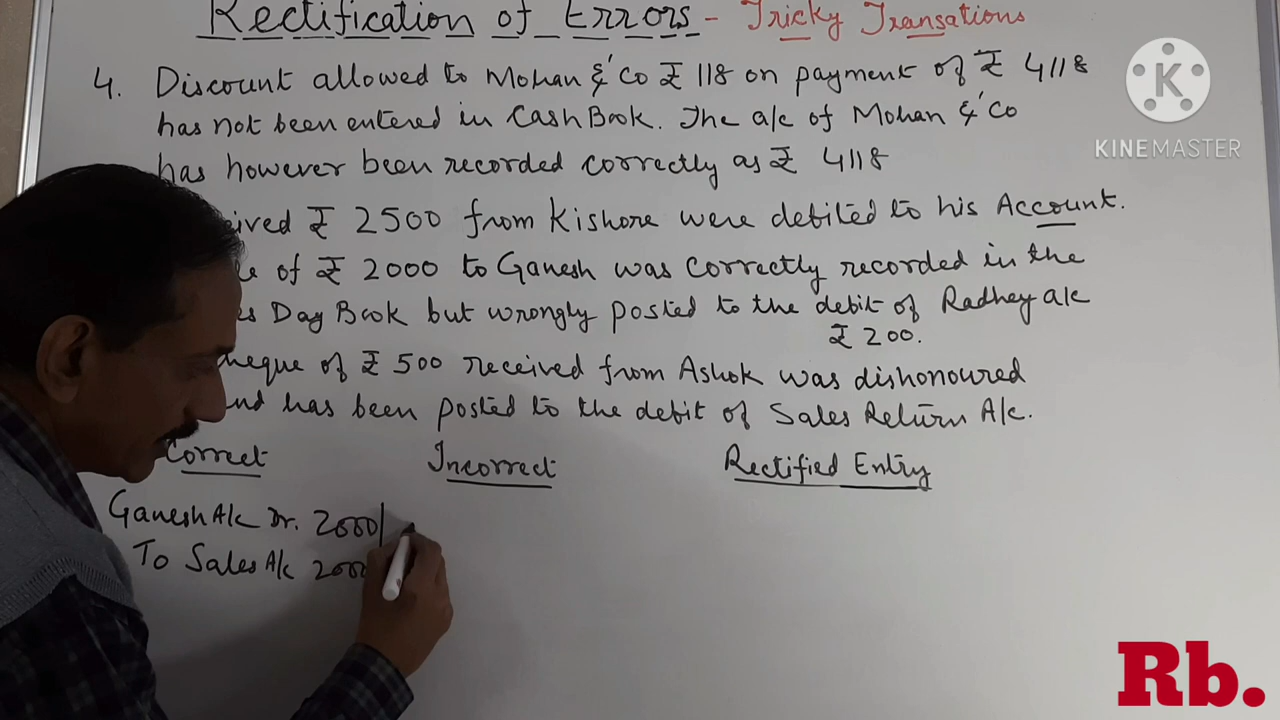 Rectification of Errors - Tricky Transations
4. Discount allowed to Mohan & Co ₹ 118 on payment of ₹ 4118
has not been entered in Cash Book. The a/c of Mohan & Co
has however been recorded correctly as ₹ 4118
ived ₹ 2500 from Kishore were debited to his Account.
of ₹ 2000 to Ganesh was correctly recorded in the
Day Book but wrongly posted to the debit of Radhey a/c
₹ 200.
heque of ₹ 500 received from Ashok was dishonoured
and has been posted to the debit of Sales Return A/c.
Correct Incorrect Rectified Entry
Ganesh A/c Dr. 2000
To Sales A/c 2000
KINEMASTER
K
Rb.